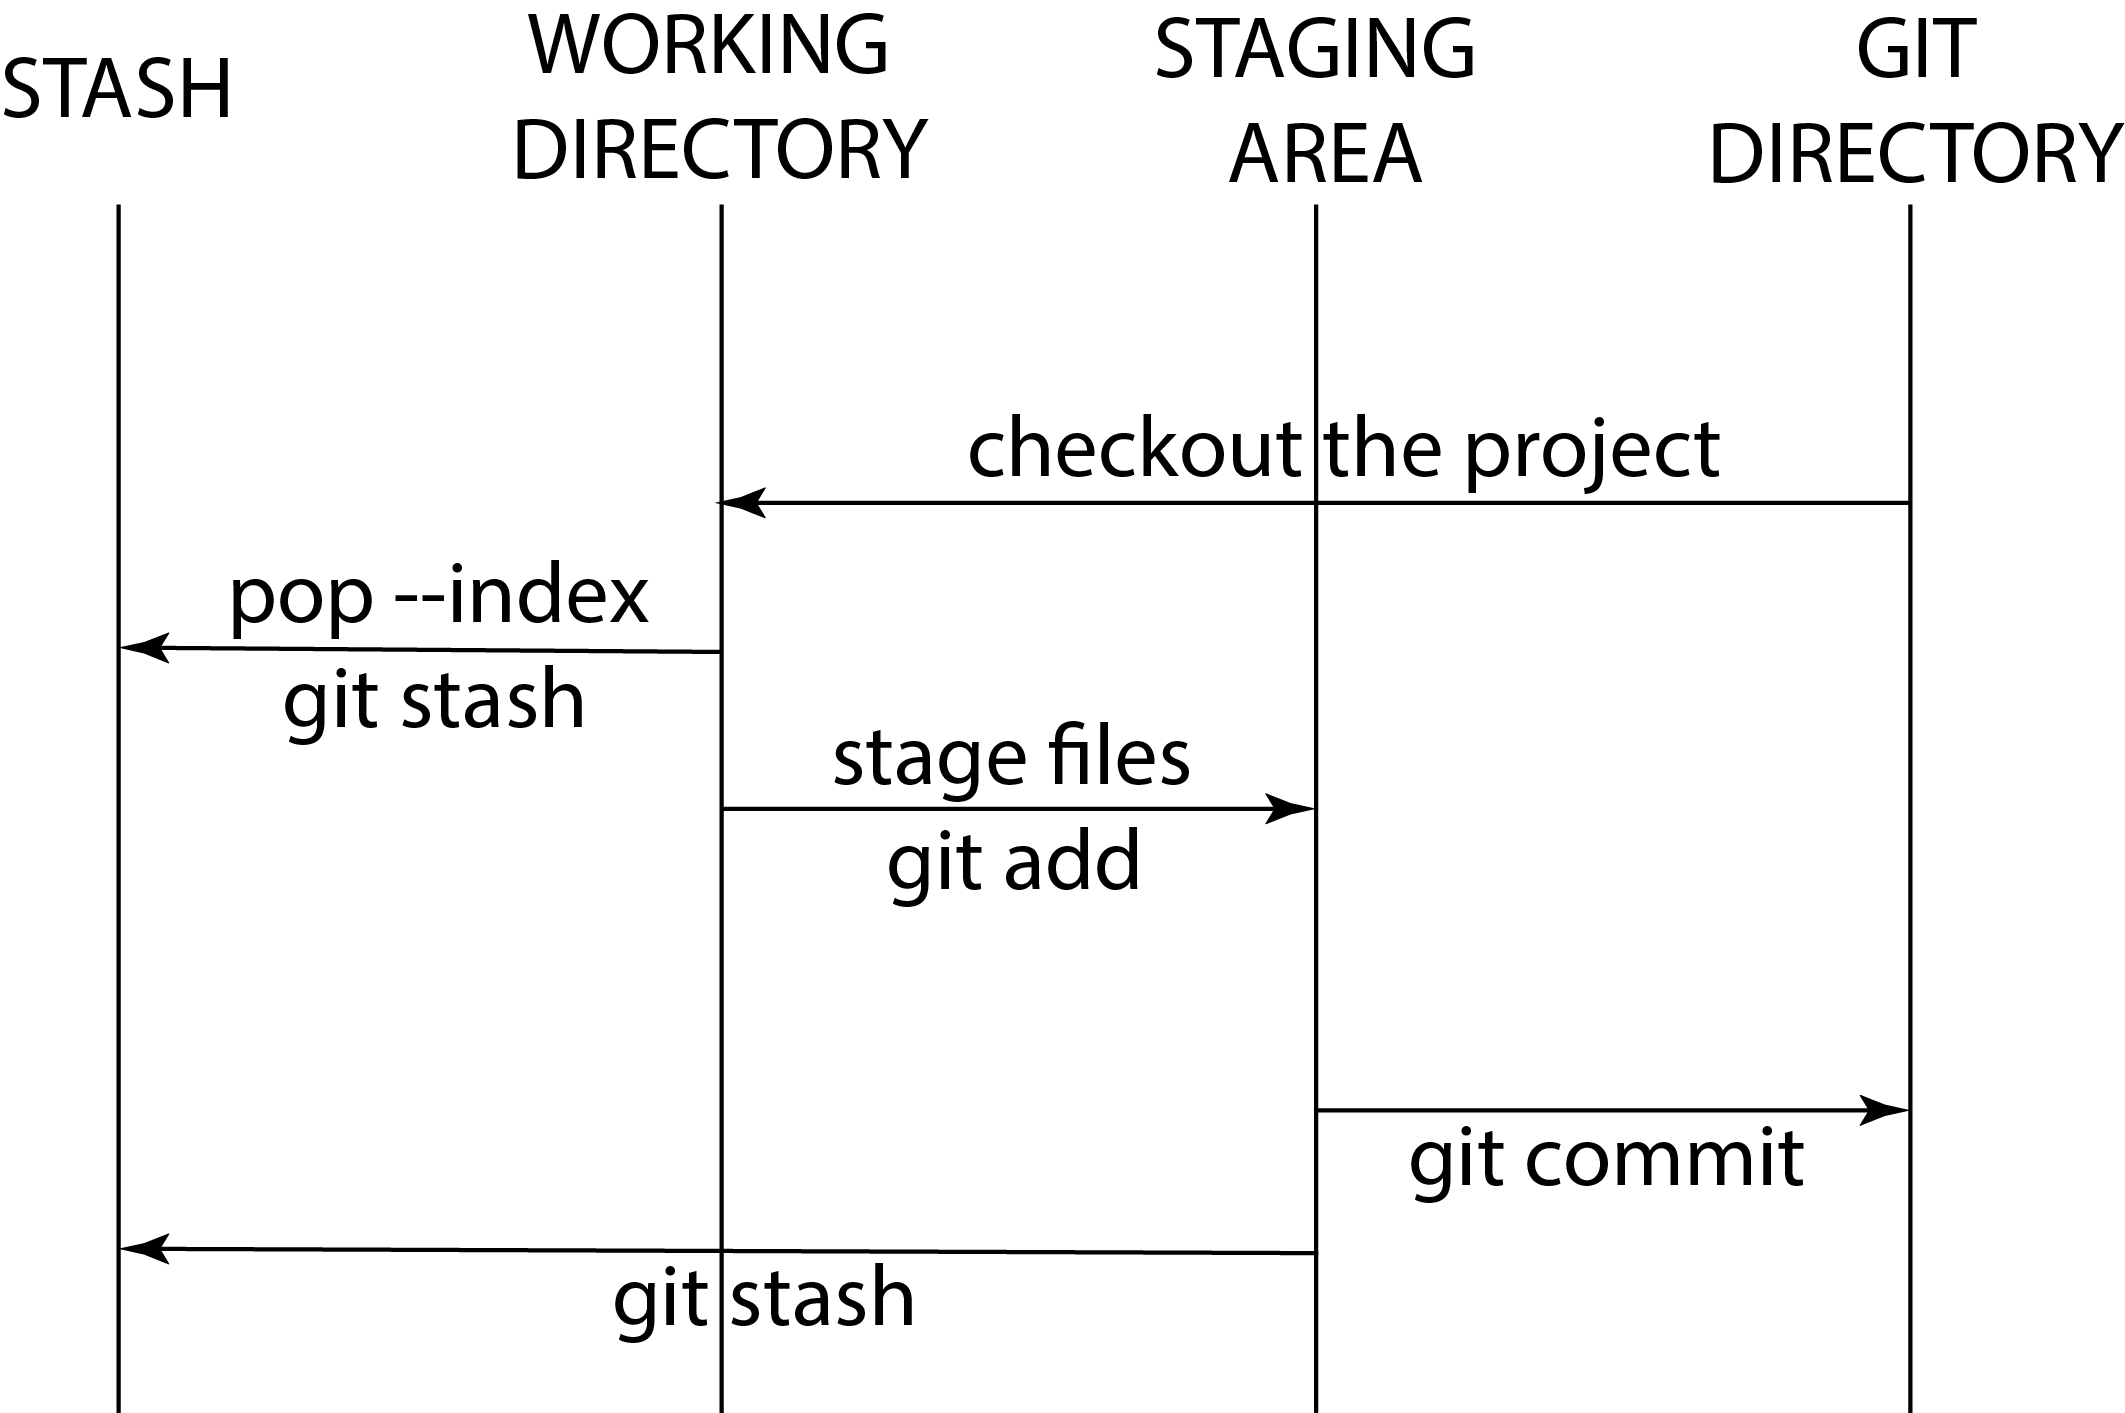 STASH
WORKING
DIRECTORY
STAGING
AREA
GIT
DIRECTORY
checkout the project
pop --index
git stash
stage files
git add
git commit
git stash